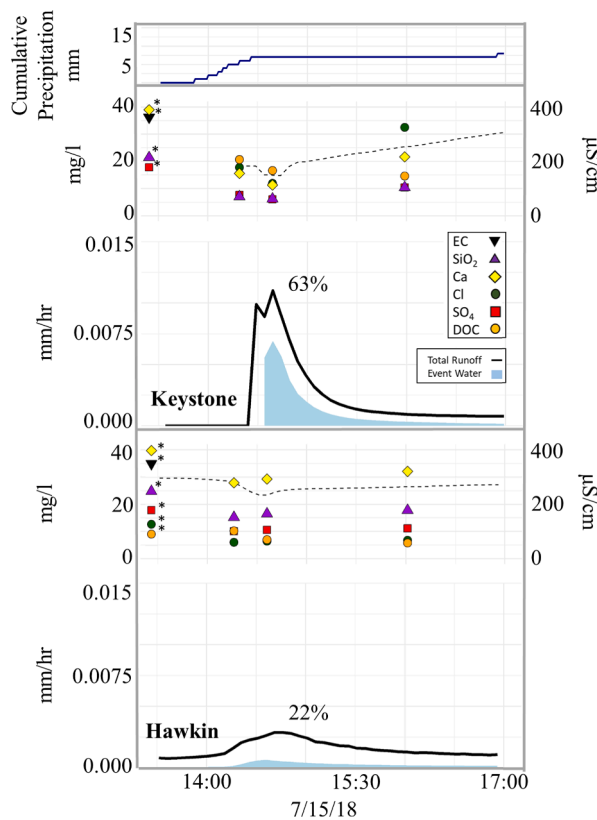 Cumulative
Precipitation
mm
15
5
mg/l
40
20
0
* *
*
*
400
200
0
µS/cm
0.015
0.0075
0.000
mm/hr
63%
EC
SiO₂
Ca
Cl
SO₄
DOC
Total Runoff
Event Water
Keystone
mg/l
40
20
0
*
*
*
*
*
*
400
200
0
µS/cm
0.015
0.0075
0.000
mm/hr
22%
Hawkin
14:00 15:30 17:00
7/15/18